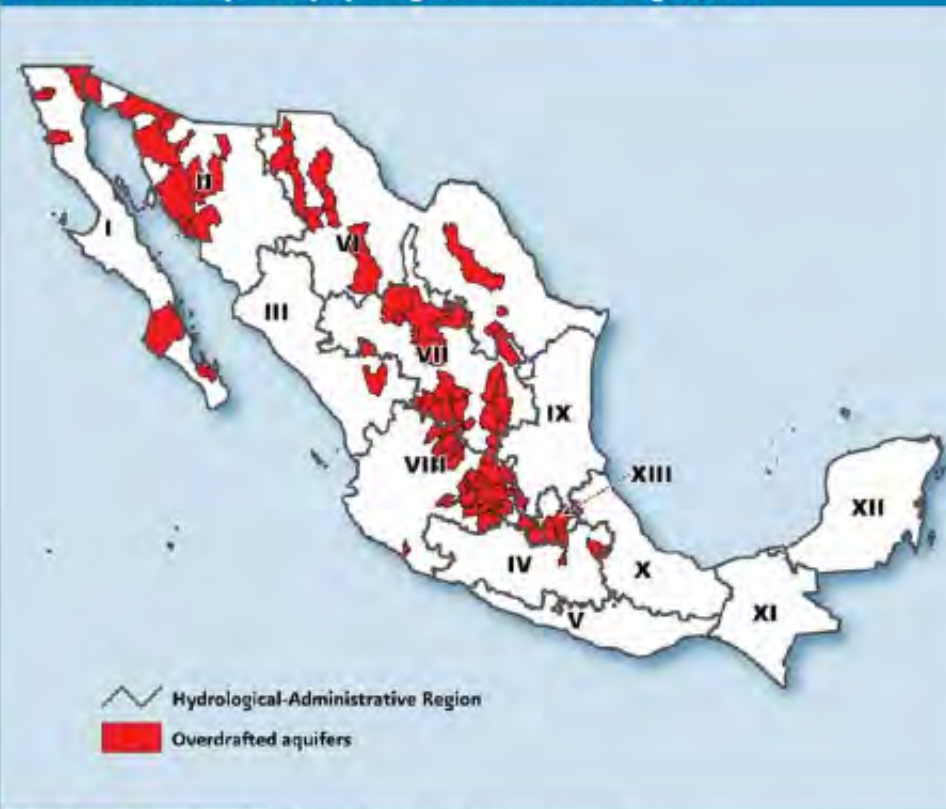 I
II
III
IV
V
VI
VII
VIII
IX
X
XI
XII
XIII
Hydrological-Administrative Region
Overdrafted aquifers